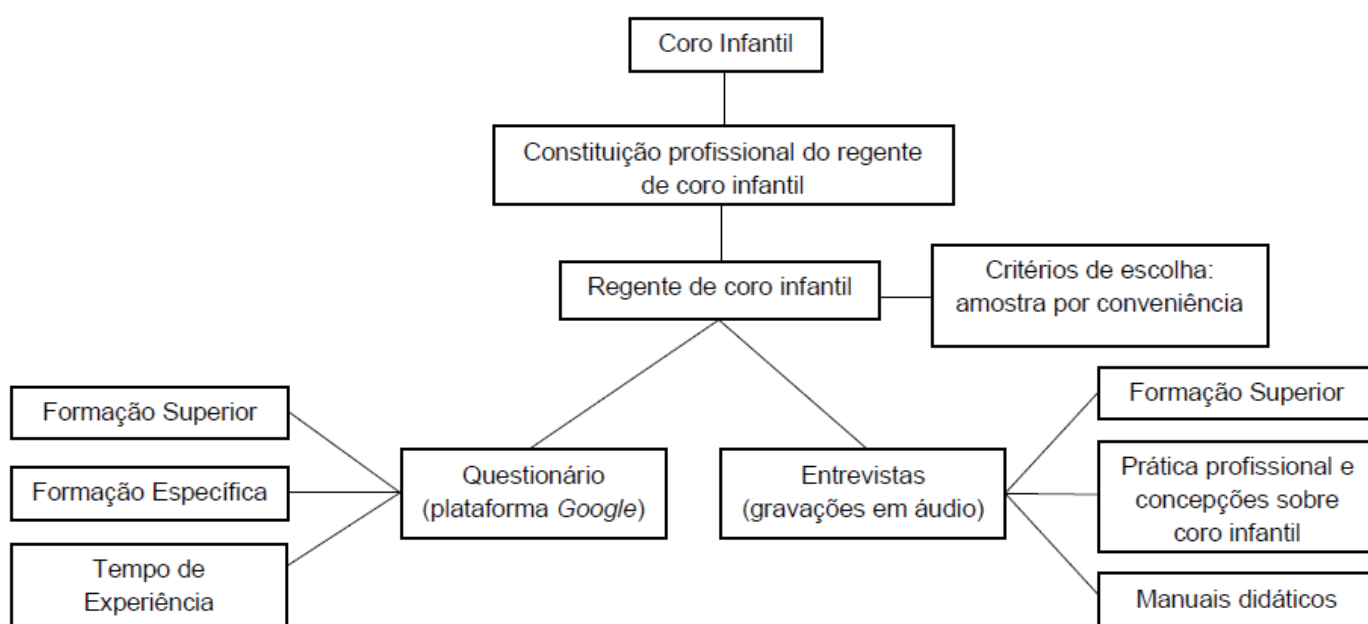 Coro Infantil
Constituição profissional do regente
de coro infantil
Regente de coro infantil
Critérios de escolha:
amostra por conveniência
Formação Superior
Formação Específica
Tempo de
Experiência
Questionário
(plataforma Google)
Entrevistas
(gravações em áudio)
Formação Superior
Prática profissional e
concepções sobre
coro infantil
Manuais didáticos